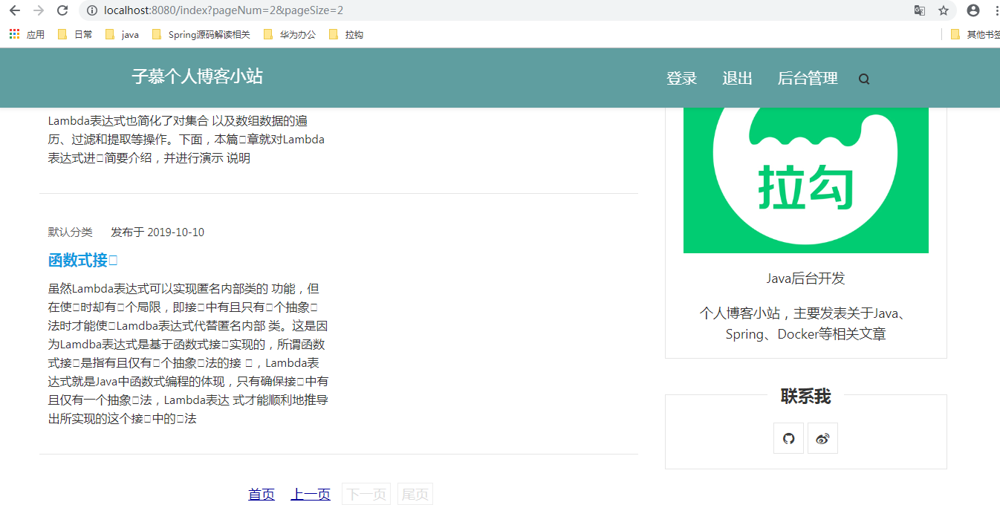 localhost:8080/index?pageNum=2&pageSize=2
应用 日常 java Spring源码解读相关 华为办公 拉钩 其他书签
子慕个人博客小站 登录 退出 后台管理
Lambda表达式也简化了对集合 以及数组数据的遍
历、过滤和提取等操作。下面，本篇□章就对Lambda
表达式进□简要介绍，并进行演示 说明
默认分类 发布于 2019-10-10
函数式接□
虽然Lambda表达式可以实现匿名内部类的 功能，但
在使□时却有□个局限，即接□中有且只有□个抽象□
法时才能使□Lamdba表达式代替匿名内部 类。这是因
为Lamdba表达式是基于函数式接□实现的，所谓函数
式接□是指有且仅有□个抽象□法的接 □，Lambda表
达式就是Java中函数式编程的体现，只有确保接□中有
且仅有一个抽象□法，Lambda表达 式才能顺利地推导
出所实现的这个接□中的□法
首页 上一页 下一页 尾页
拉勾
Java后台开发
个人博客小站，主要发表关于Java、
Spring、Docker等相关文章
联系我